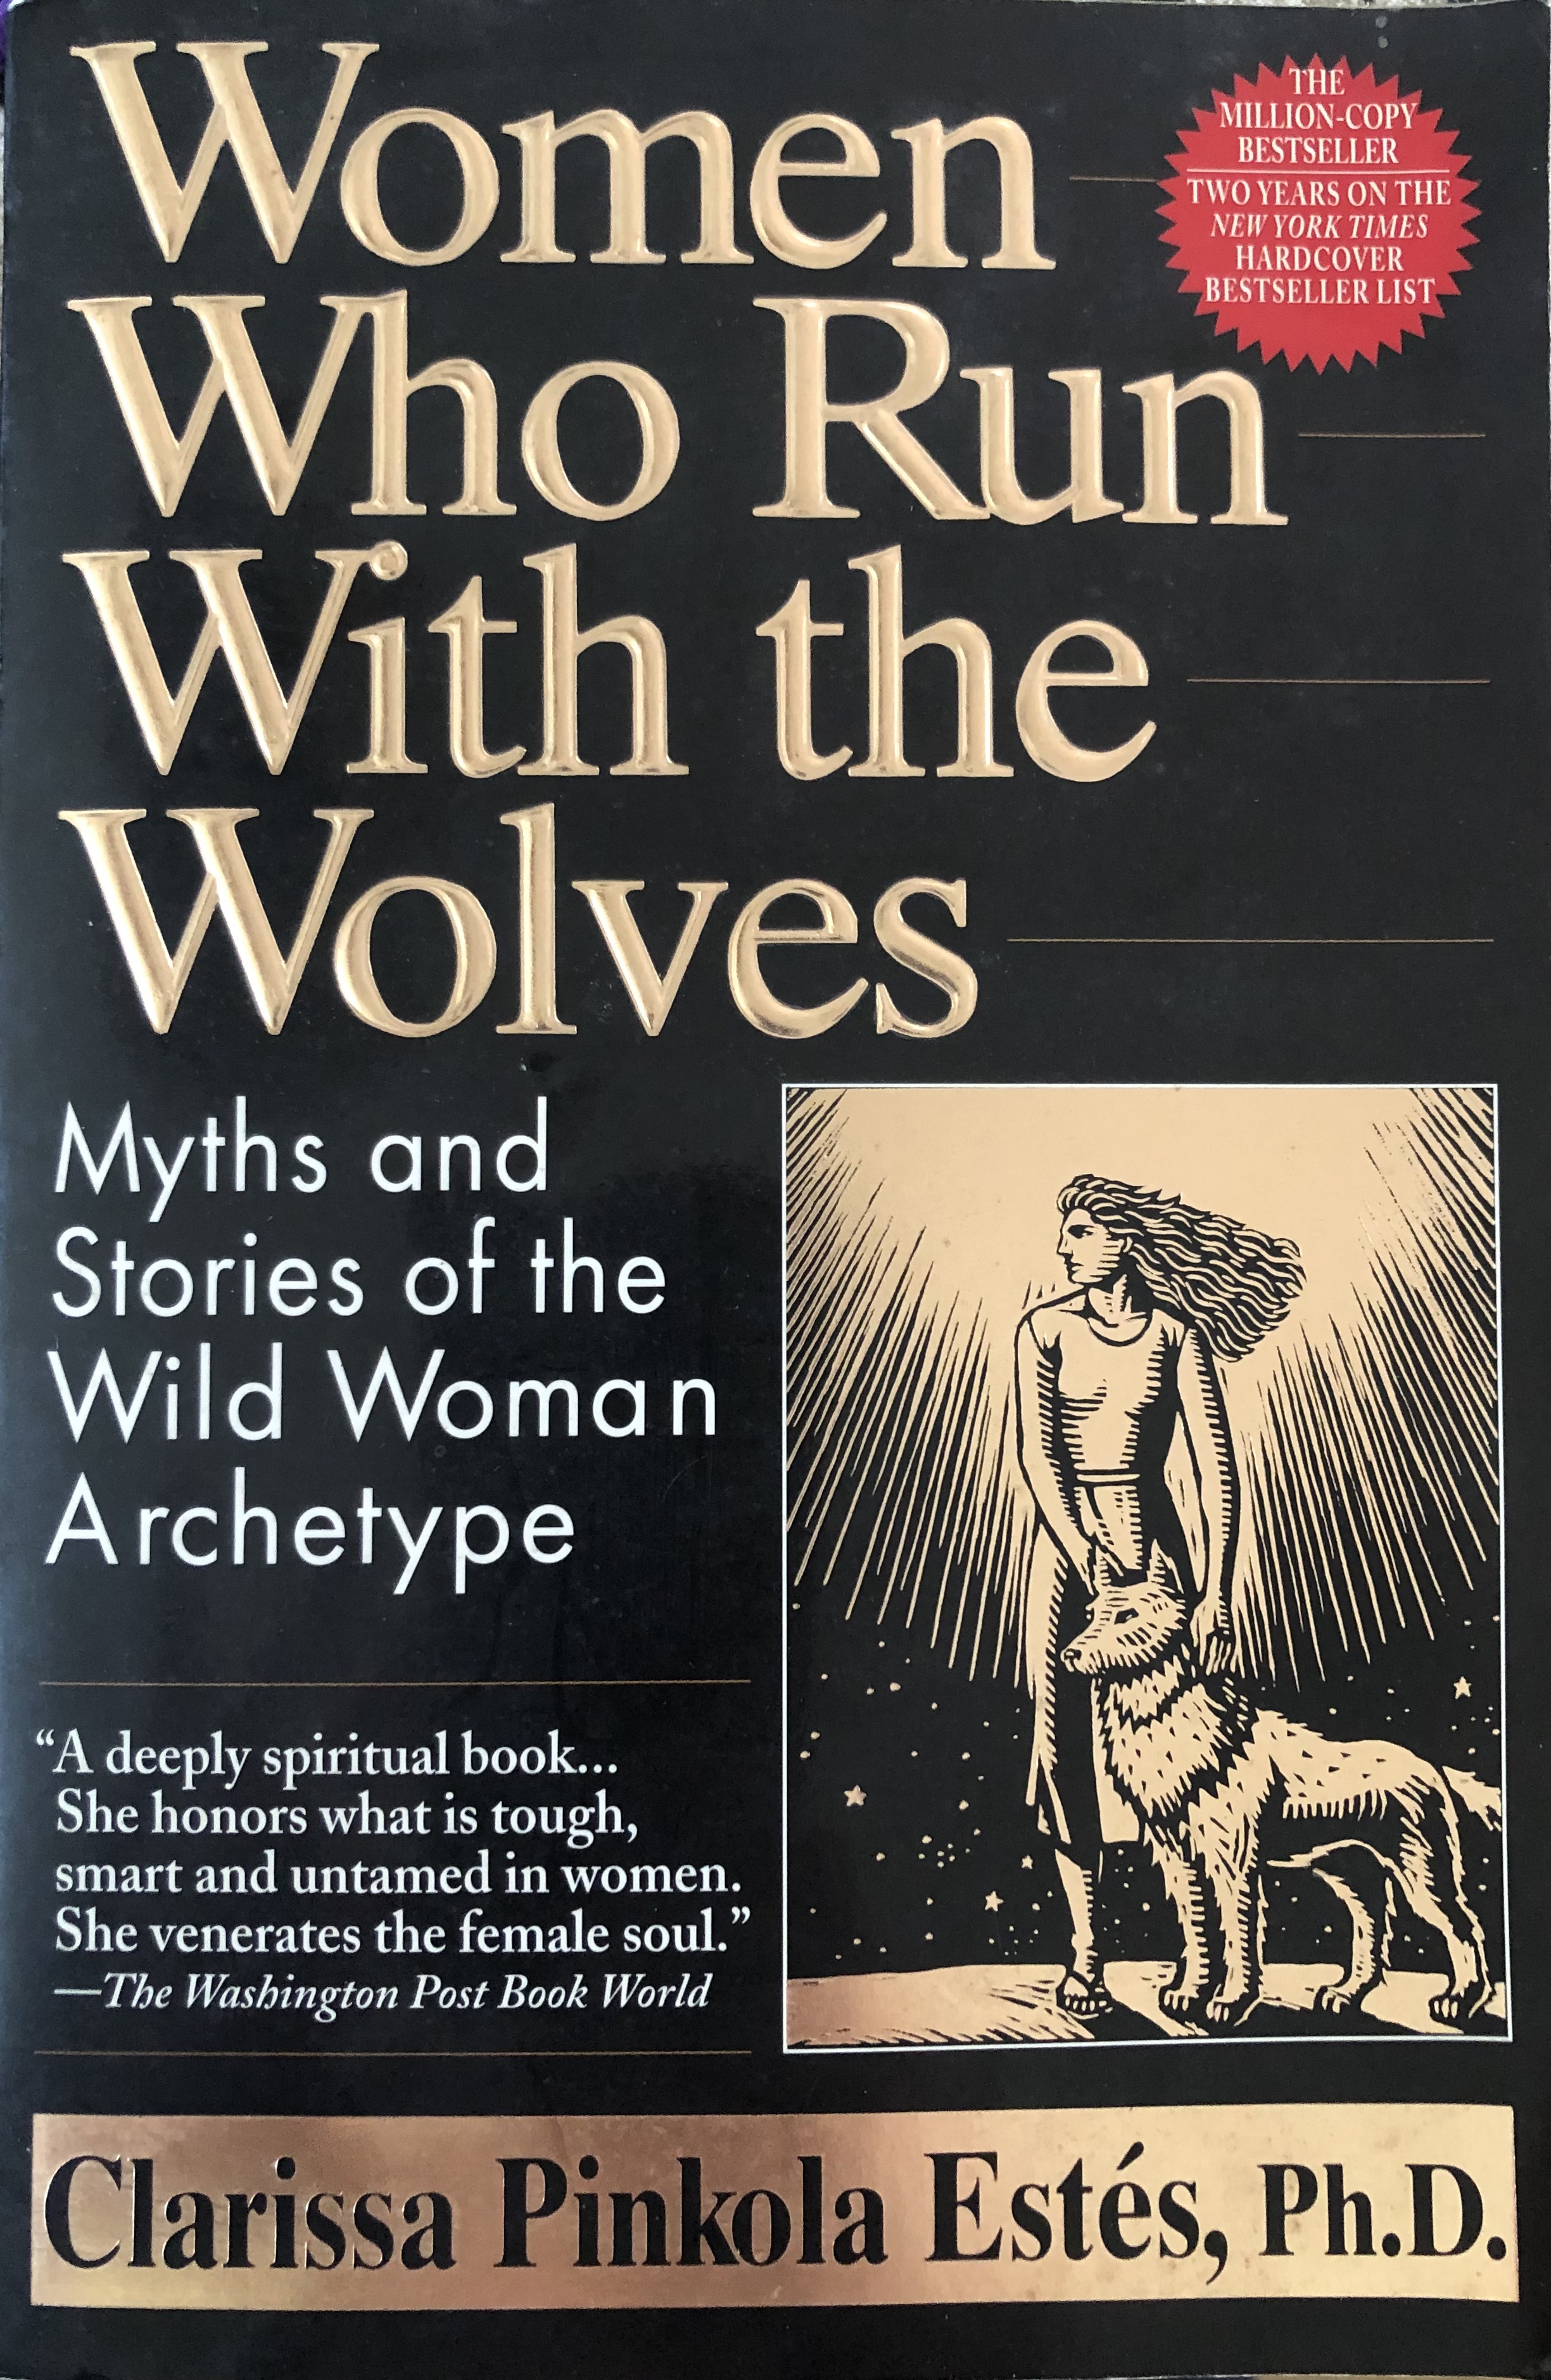 Women
Who Run
With the
Wolves
THE
MILLION-COPY
BESTSELLER
TWO YEARS ON THE
NEW YORK TIMES
HARDCOVER
BESTSELLER LIST
Myths and
Stories of the
Wild Woman
Archetype
“A deeply spiritual book...
She honors what is tough,
smart and untamed in women.
She venerates the female soul.”
—The Washington Post Book World
Clarissa Pinkola Estés, Ph.D.